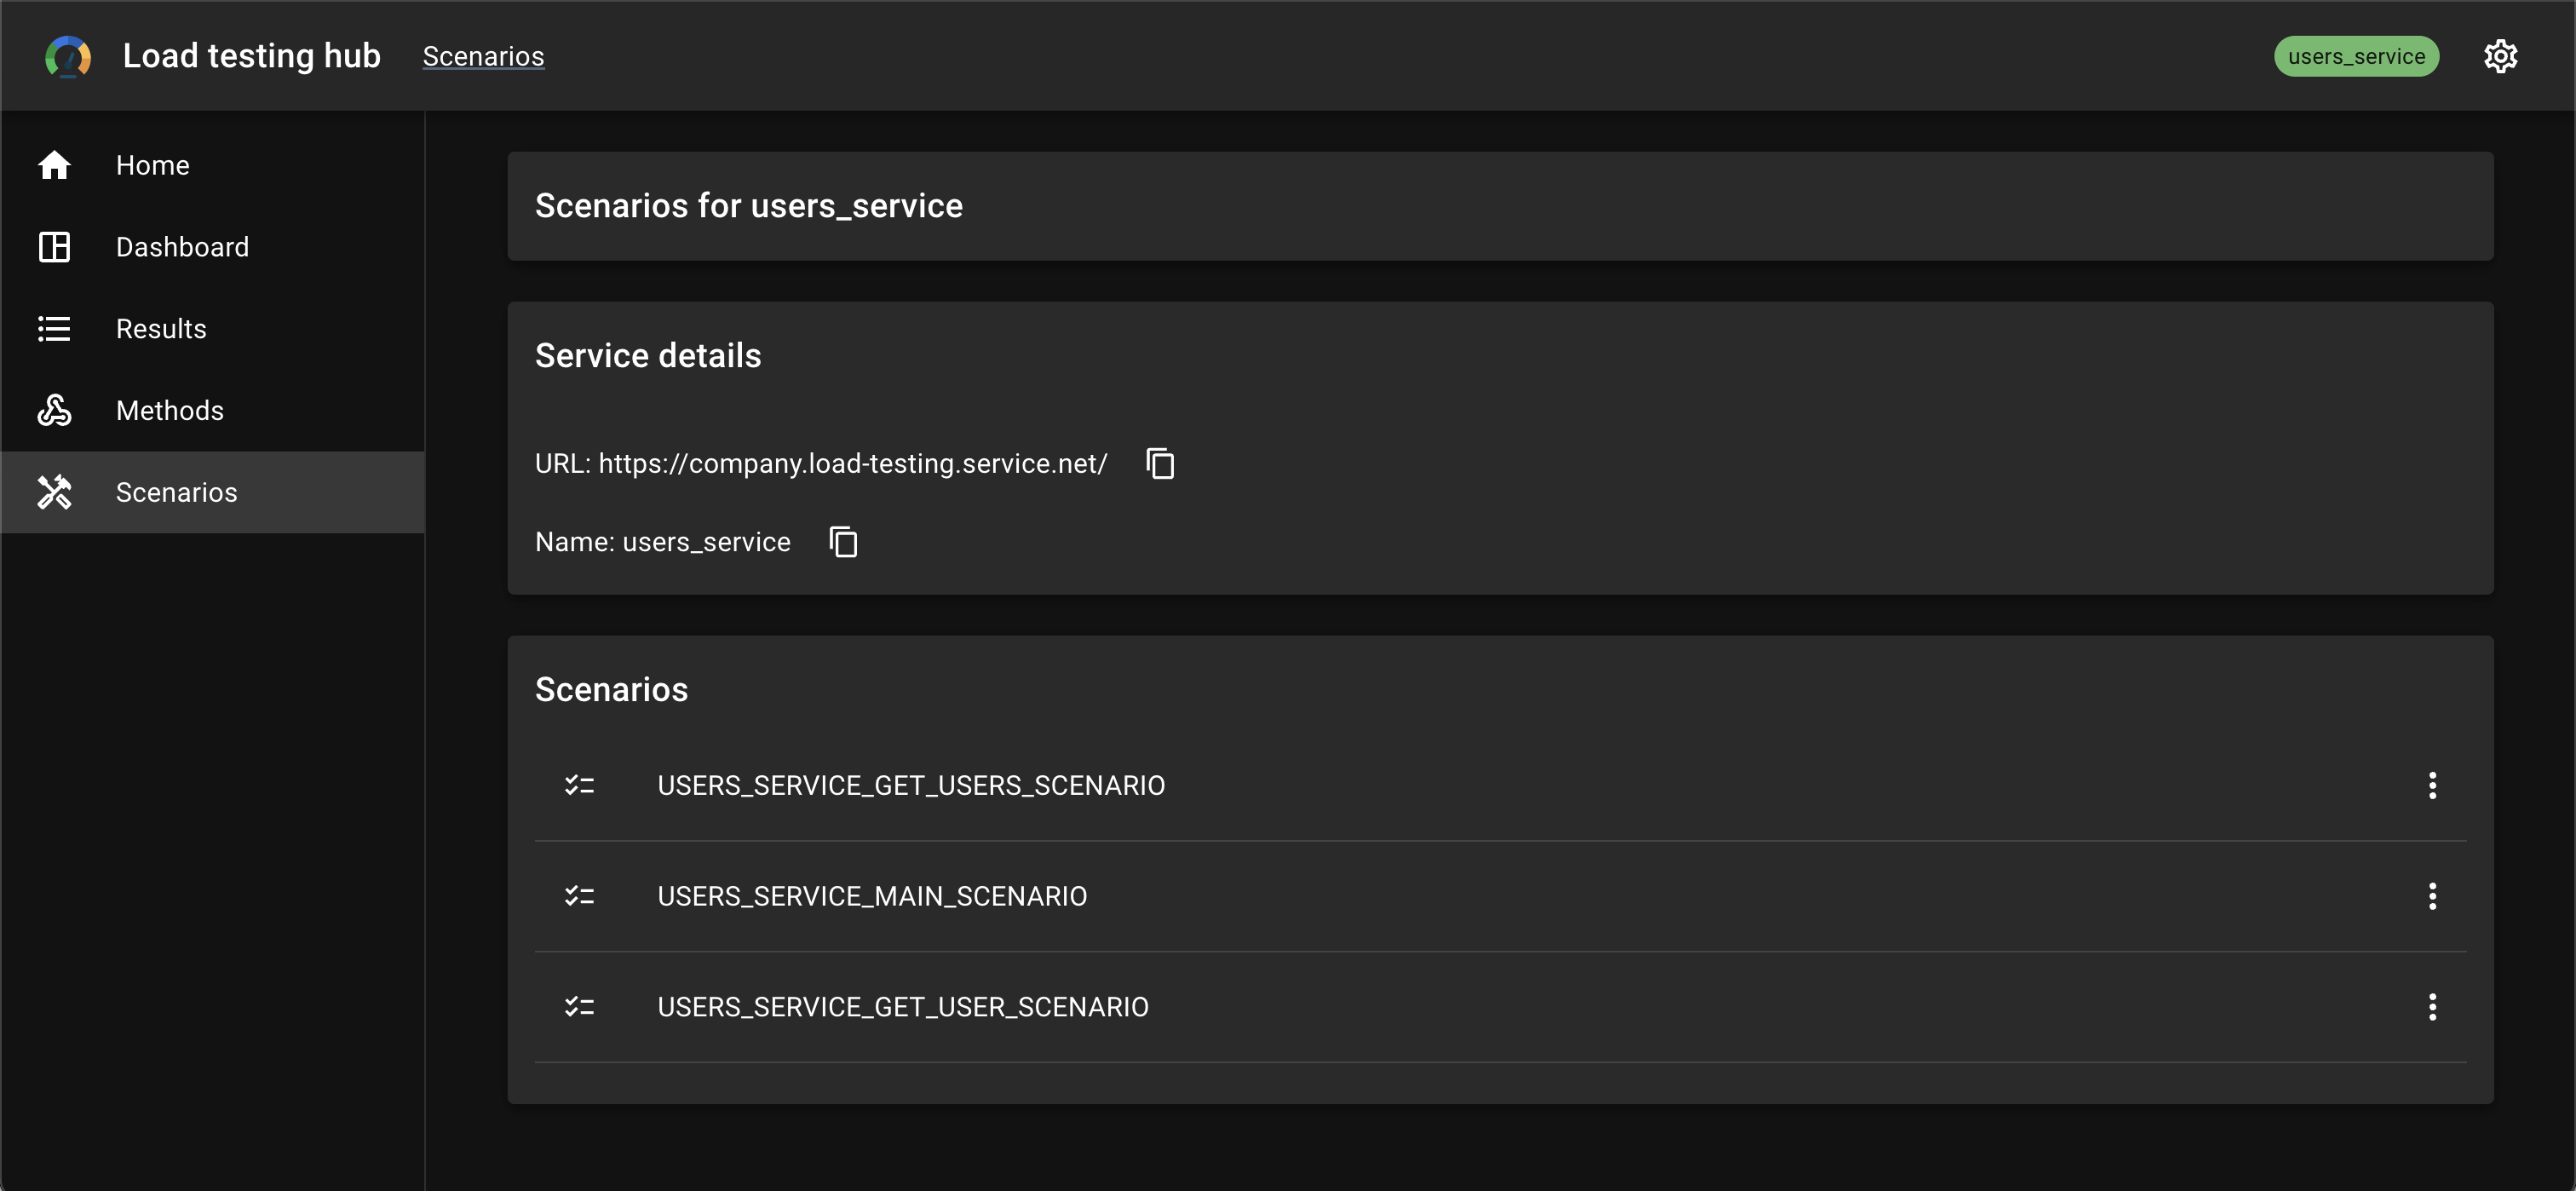 Load testing hub
Scenarios
users_service
Home
Dashboard
Results
Methods
Scenarios
Scenarios for users_service
Service details
URL: https://company.load-testing.service.net/
Name: users_service
Scenarios
USERS_SERVICE_GET_USERS_SCENARIO
USERS_SERVICE_MAIN_SCENARIO
USERS_SERVICE_GET_USER_SCENARIO